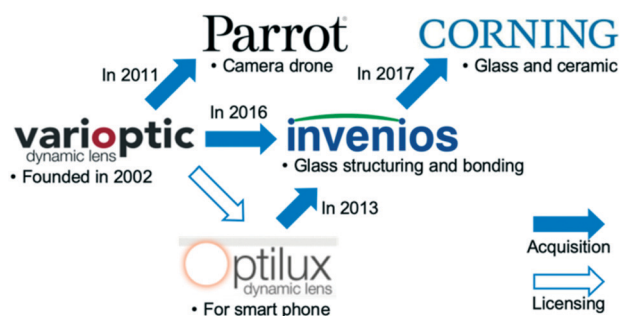 Parrot
• Camera drone
CORNING
• Glass and ceramic
In 2011
In 2017
In 2016
varioptic
dynamic lens
• Founded in 2002
invenios
• Glass structuring and bonding
In 2013
Optilux
dynamic lens
• For smart phone
Acquisition
Licensing